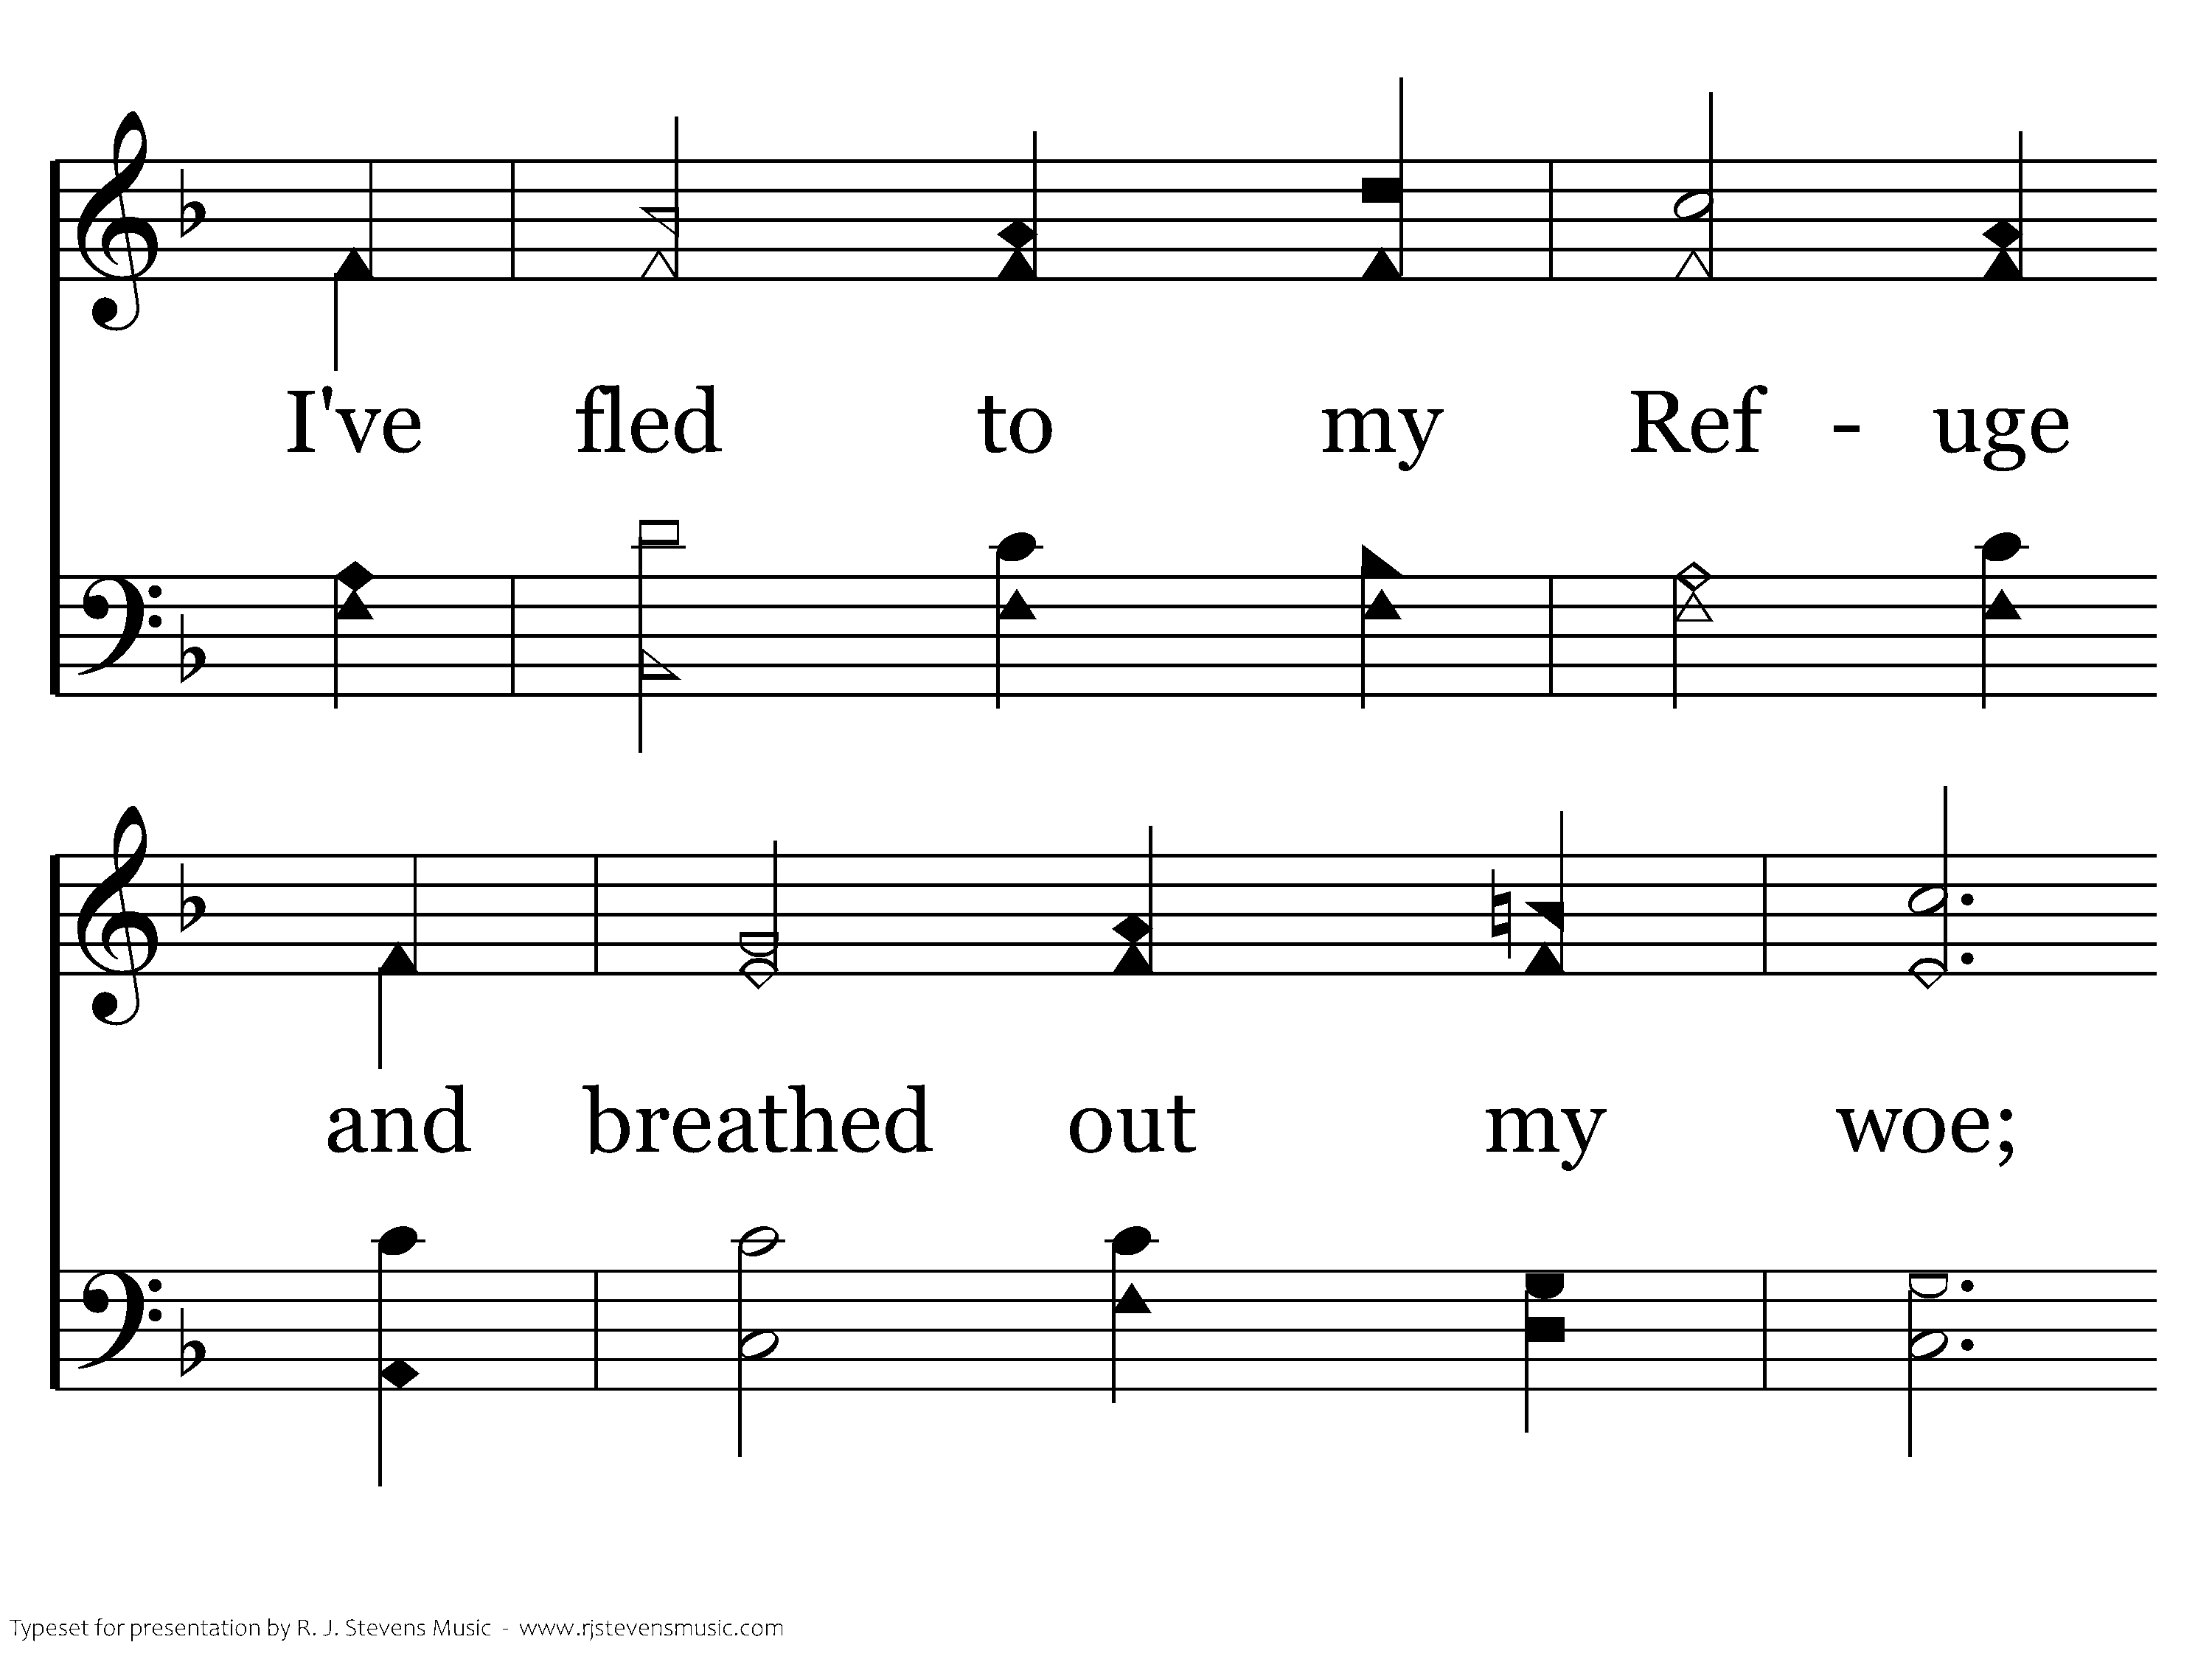 I've fled to my Ref - uge
and breathed out my woe;
Typeset for presentation by R. J. Stevens Music - www.rjstevensmusic.com